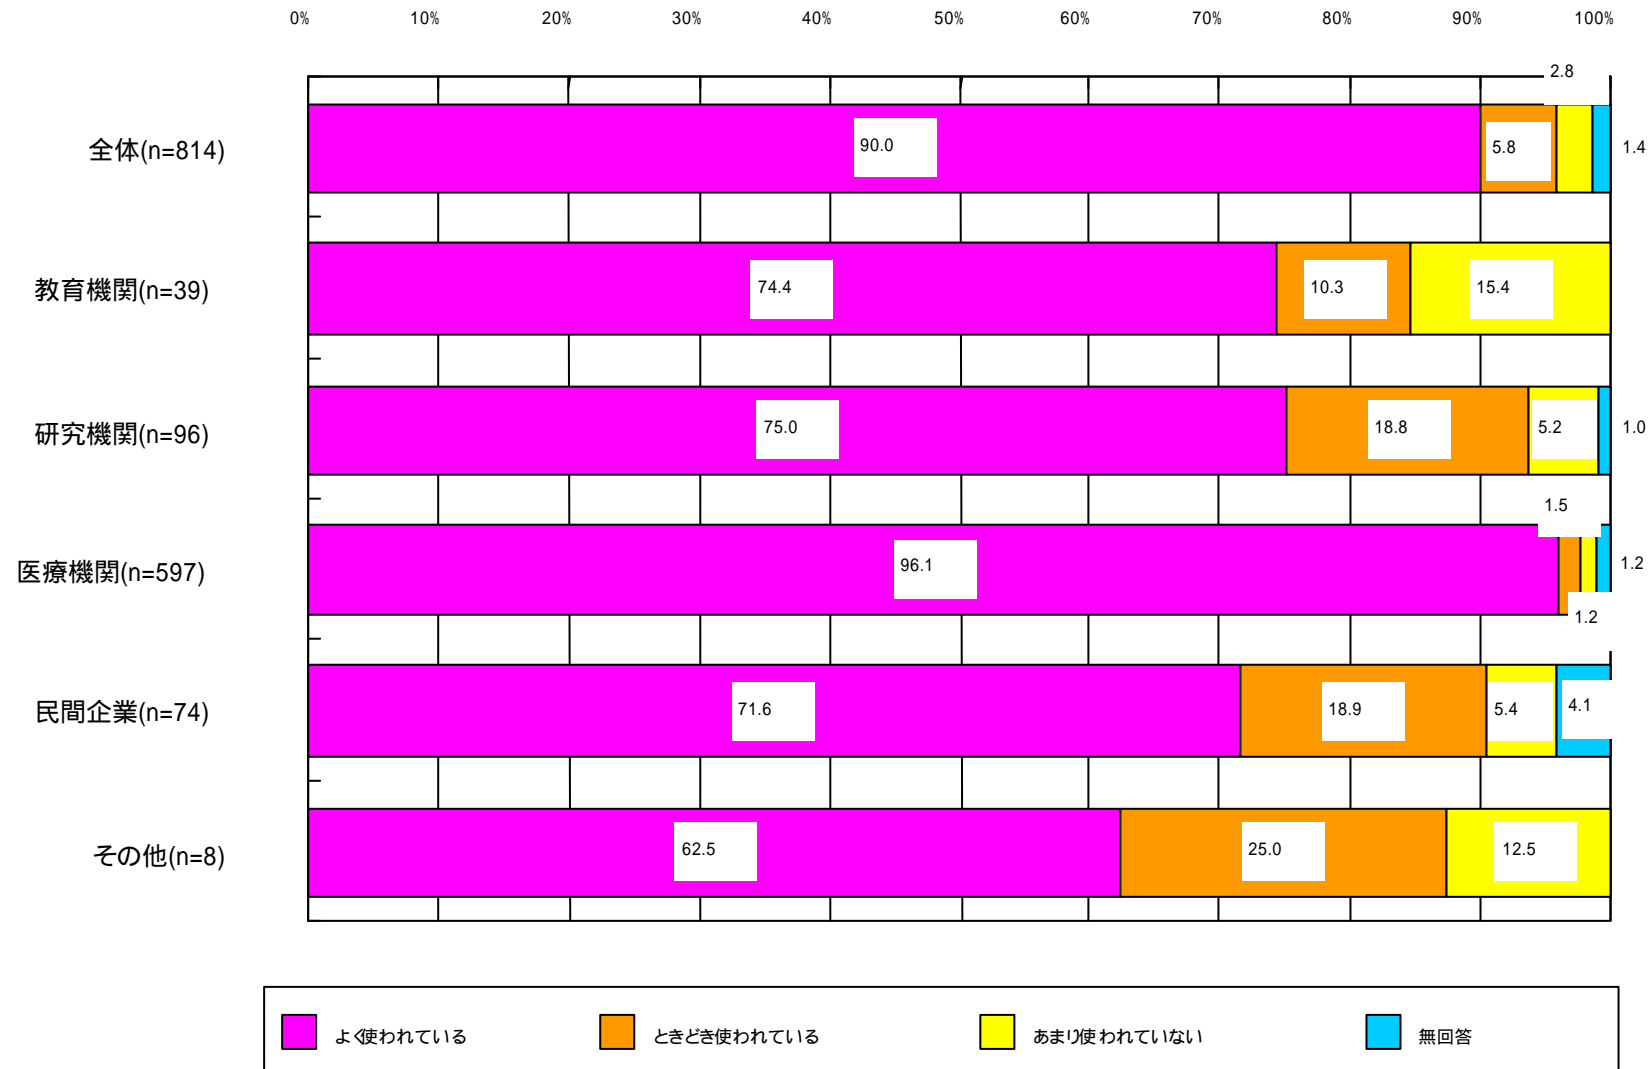 0% 10% 20% 30% 40% 50% 60% 70% 80% 90% 100%
2.8
全体(n=814) 90.0 5.8 1.4
教育機関(n=39) 74.4 10.3 15.4
研究機関(n=96) 75.0 18.8 5.2 1.0
1.5
医療機関(n=597) 96.1 1.2
1.2
民間企業(n=74) 71.6 18.9 5.4 4.1
その他(n=8) 62.5 25.0 12.5
よく使われている ときどき使われている あまり使われていない 無回答